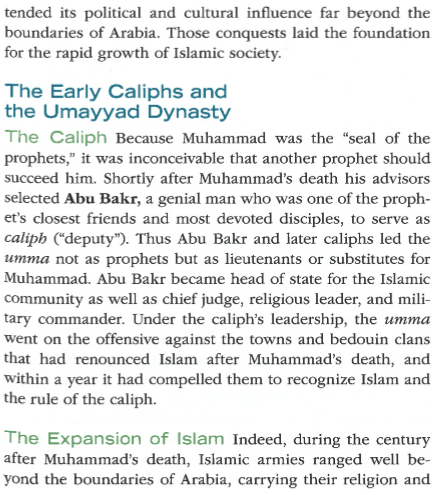 tended its political and cultural influence far beyond the
boundaries of Arabia. Those conquests laid the foundation
for the rapid growth of Islamic society.
The Early Caliphs and
the Umayyad Dynasty
The Caliph Because Muhammad was the “seal of the
prophets,” it was inconceivable that another prophet should
succeed him. Shortly after Muhammad’s death his advisors
selected Abu Bakr, a genial man who was one of the proph-
et’s closest friends and most devoted disciples, to serve as
caliph (“deputy”). Thus Abu Bakr and later caliphs led the
umma not as prophets but as lieutenants or substitutes for
Muhammad. Abu Bakr became head of state for the Islamic
community as well as chief judge, religious leader, and mili-
tary commander. Under the caliph’s leadership, the umma
went on the offensive against the towns and bedouin clans
that had renounced Islam after Muhammad’s death, and
within a year it had compelled them to recognize Islam and
the rule of the caliph.
The Expansion of Islam Indeed, during the century
after Muhammad’s death, Islamic armies ranged well be-
yond the boundaries of Arabia, carrying their religion and